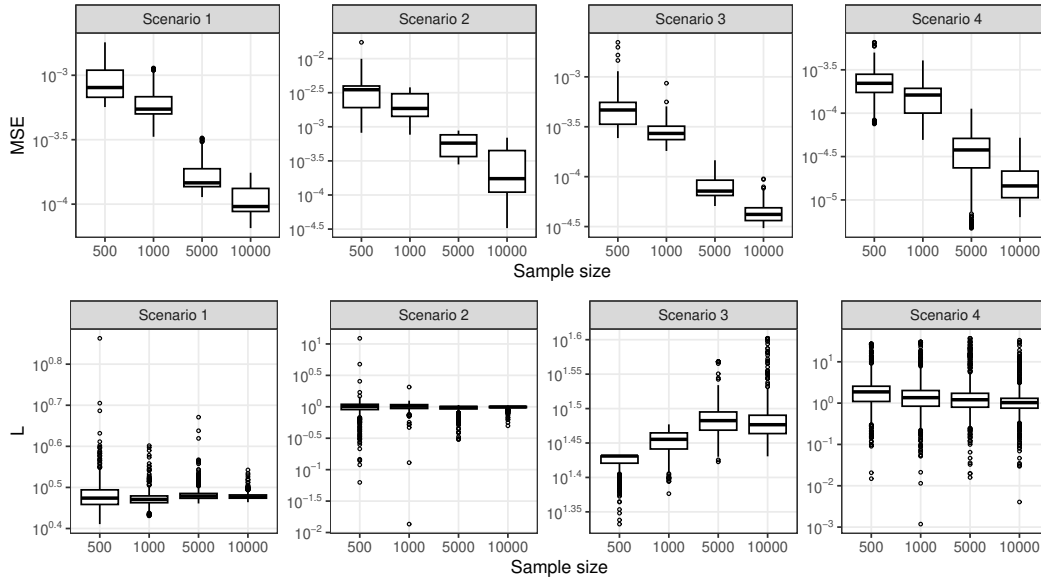 Scenario 1
Scenario 2
Scenario 3
Scenario 4
MSE
10^-3
10^-3.5
10^-4
10^-2
10^-2.5
10^-3
10^-3.5
10^-4
10^-4.5
10^-3
10^-3.5
10^-4
10^-4.5
10^-3.5
10^-4
10^-4.5
10^-5
500 1000 5000 10000
500 1000 5000 10000
500 1000 5000 10000
500 1000 5000 10000
Sample size
Scenario 1
Scenario 2
Scenario 3
Scenario 4
L
10^0.8
10^0.7
10^0.6
10^0.5
10^0.4
10^1
10^0.5
10^0
10^-0.5
10^-1
10^-1.5
10^-2
10^1.6
10^1.55
10^1.5
10^1.45
10^1.4
10^1.35
10^1
10^0
10^-1
10^-2
10^-3
500 1000 5000 10000
500 1000 5000 10000
500 1000 5000 10000
500 1000 5000 10000
Sample size